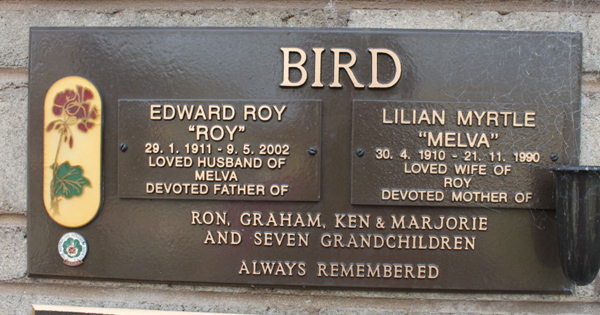 BIRD
EDWARD ROY
"ROY"
29. 1. 1911 - 9. 5. 2002
LOVED HUSBAND OF
MELVA
DEVOTED FATHER OF
LILIAN MYRTLE
"MELVA"
30. 4. 1910 - 21. 11. 1990
LOVED WIFE OF
ROY
DEVOTED MOTHER OF
RON, GRAHAM, KEN & MARJORIE
AND SEVEN GRANDCHILDREN
ALWAYS REMEMBERED